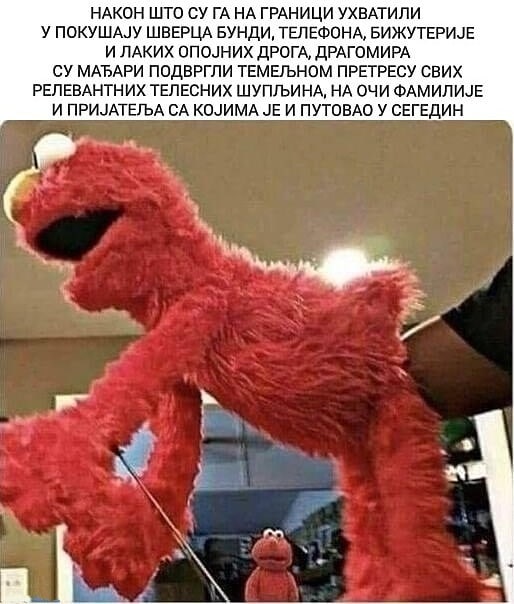 НАКОН ШТО СУ ГА НА ГРАНИЦИ УХВАТИЛИ
У ПОКУШАЈУ ШВЕРЦА БУНДИ, ТЕЛЕФОНА, БИЖУТЕРИЈЕ
И ЛАКИХ ОПОЈНИХ ДРОГА, ДРАГОМИРА
СУ МАЂАРИ ПОДВРГЛИ ТЕМЕЉНОМ ПРЕТРЕСУ СВИХ
РЕЛЕВАНТНИХ ТЕЛЕСНИХ ШУПЉИНА, НА ОЧИ ФАМИЛИЈЕ
И ПРИЈАТЕЉА СА КОЈИМА ЈЕ И ПУТОВАО У СЕГЕДИН